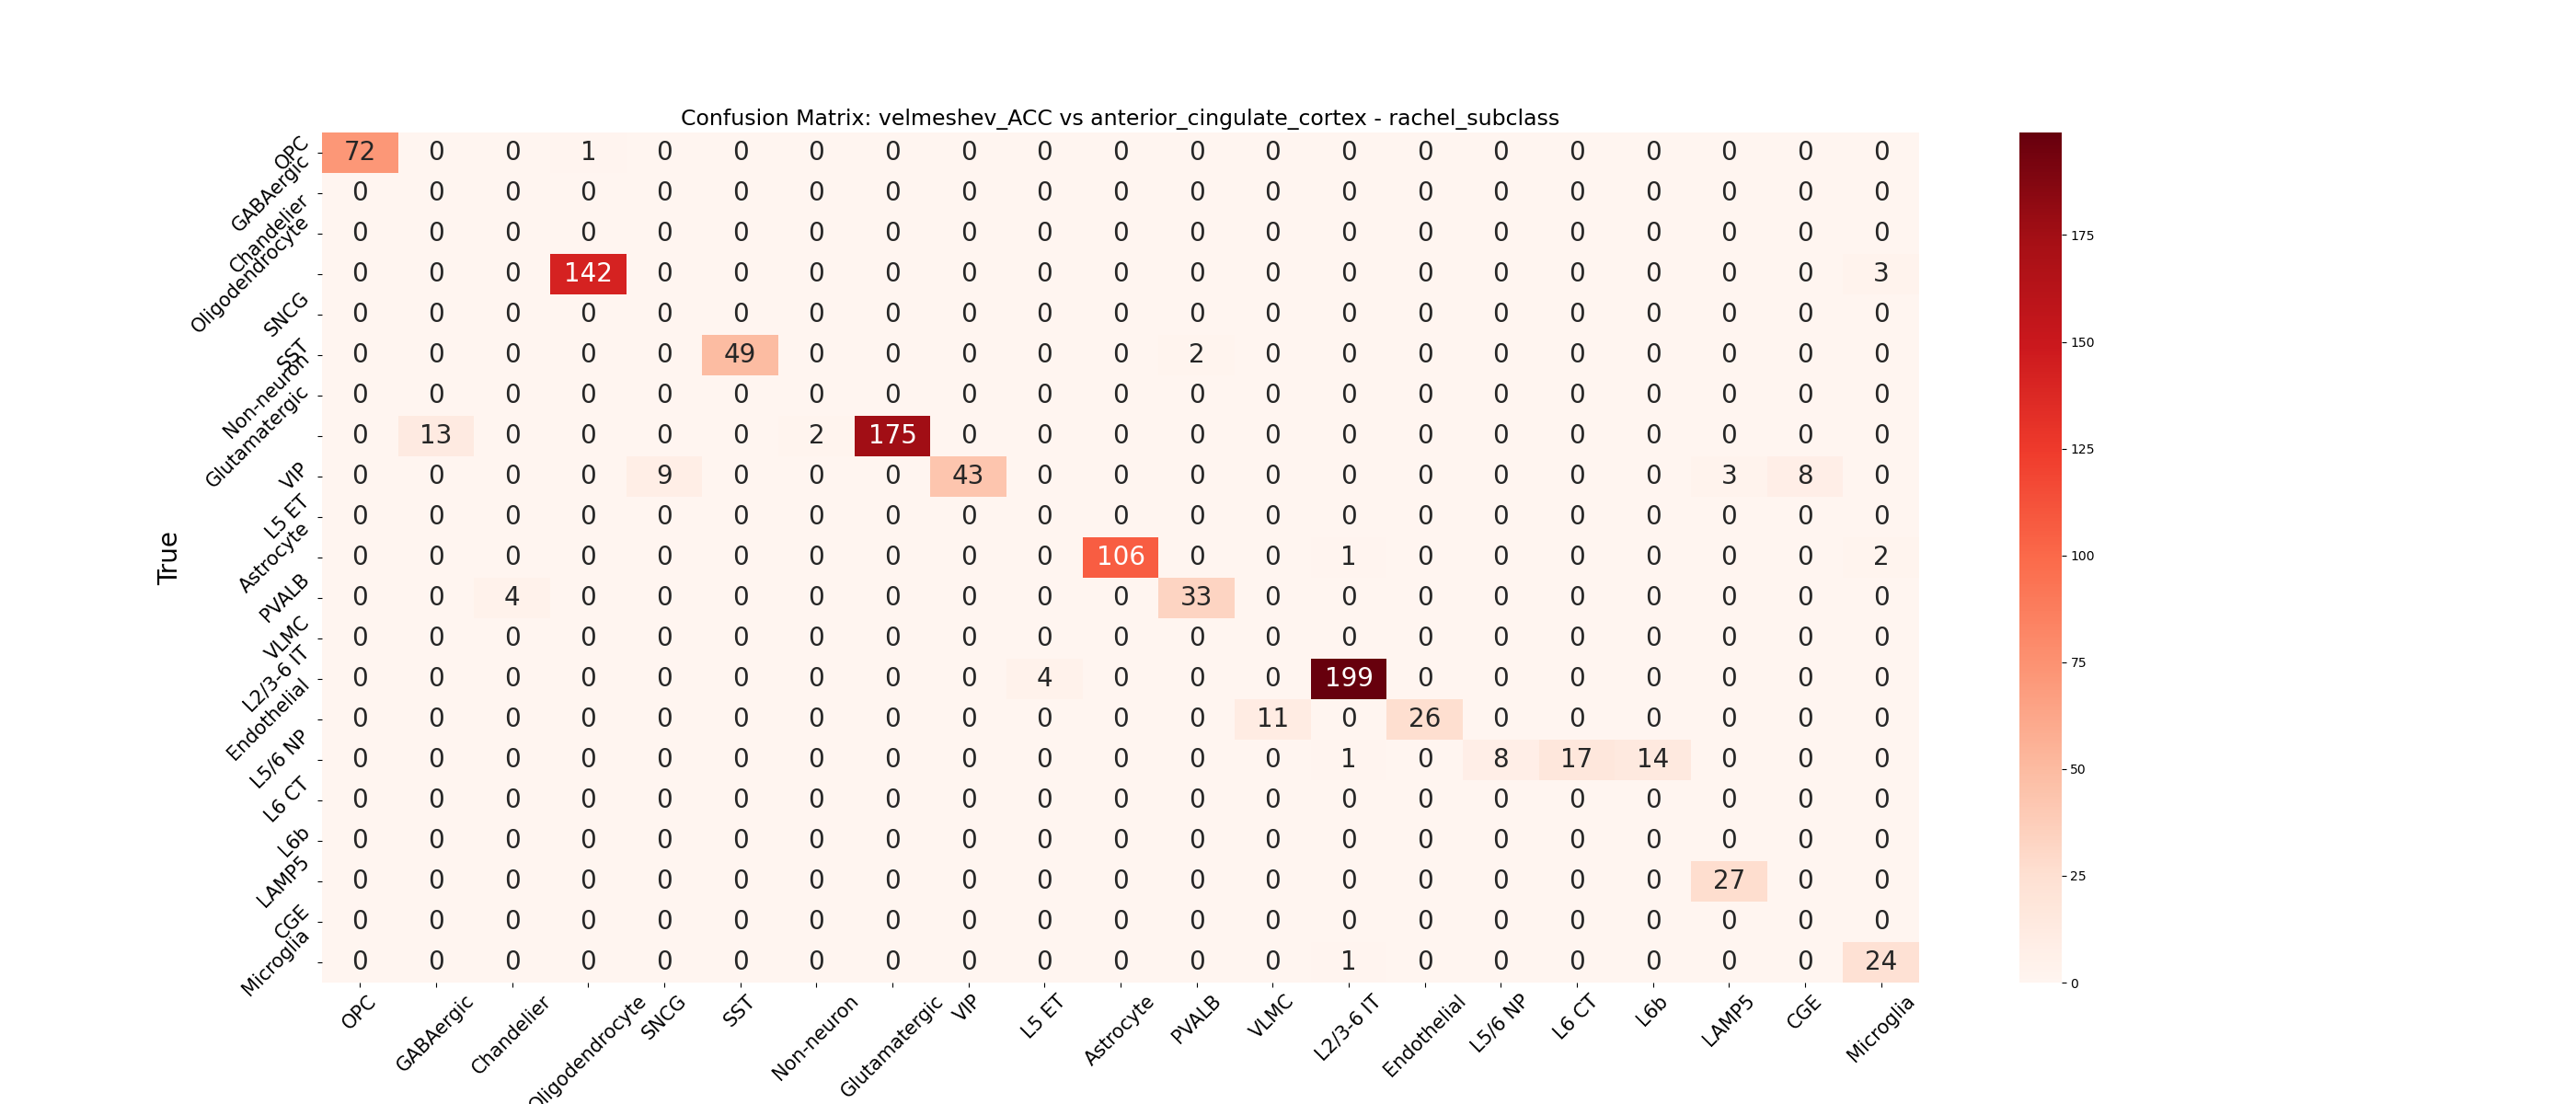 Confusion Matrix: velmeshev_ACC vs anterior_cingulate_cortex - rachel_subclass
True
OPC 72 0 0 1 0 0 0 0 0 0 0 0 0 0 0 0 0 0 0 0 0
GABAergic 0 0 0 0 0 0 0 0 0 0 0 0 0 0 0 0 0 0 0 0 0
Chandelier 0 0 0 0 0 0 0 0 0 0 0 0 0 0 0 0 0 0 0 0 0
Oligodendrocyte 0 0 0 142 0 0 0 0 0 0 0 0 0 0 0 0 0 0 0 0 3
SNCG 0 0 0 0 0 0 0 0 0 0 0 0 0 0 0 0 0 0 0 0 0
SST 0 0 0 0 0 49 0 0 0 0 0 2 0 0 0 0 0 0 0 0 0
Non-neuron 0 0 0 0 0 0 0 0 0 0 0 0 0 0 0 0 0 0 0 0 0
Glutamatergic 0 13 0 0 0 0 2 175 0 0 0 0 0 0 0 0 0 0 0 0 0
VIP 0 0 0 0 9 0 0 0 43 0 0 0 0 0 0 0 0 0 3 8 0
L5 ET 0 0 0 0 0 0 0 0 0 0 0 0 0 0 0 0 0 0 0 0 0
Astrocyte 0 0 0 0 0 0 0 0 0 0 106 0 0 1 0 0 0 0 0 0 2
PVALB 0 0 4 0 0 0 0 0 0 0 0 33 0 0 0 0 0 0 0 0 0
VLMC 0 0 0 0 0 0 0 0 0 0 0 0 0 0 0 0 0 0 0 0 0
L2/3-6 IT 0 0 0 0 0 0 0 0 0 4 0 0 0 199 0 0 0 0 0 0 0
Endothelial 0 0 0 0 0 0 0 0 0 0 0 0 11 0 26 0 0 0 0 0 0
L5/6 NP 0 0 0 0 0 0 0 0 0 0 0 0 0 1 0 8 17 14 0 0 0
L6 CT 0 0 0 0 0 0 0 0 0 0 0 0 0 0 0 0 0 0 0 0 0
L6b 0 0 0 0 0 0 0 0 0 0 0 0 0 0 0 0 0 0 0 0 0
LAMP5 0 0 0 0 0 0 0 0 0 0 0 0 0 0 0 0 0 0 27 0 0
CGE 0 0 0 0 0 0 0 0 0 0 0 0 0 0 0 0 0 0 0 0 0
Microglia 0 0 0 0 0 0 0 0 0 0 0 0 0 1 0 0 0 0 0 0 24
OPC GABAergic Chandelier Oligodendrocyte SNCG SST Non-neuron Glutamatergic VIP L5 ET Astrocyte PVALB VLMC L2/3-6 IT Endothelial L5/6 NP L6 CT L6b LAMP5 CGE Microglia
175
150
125
100
75
50
25
0